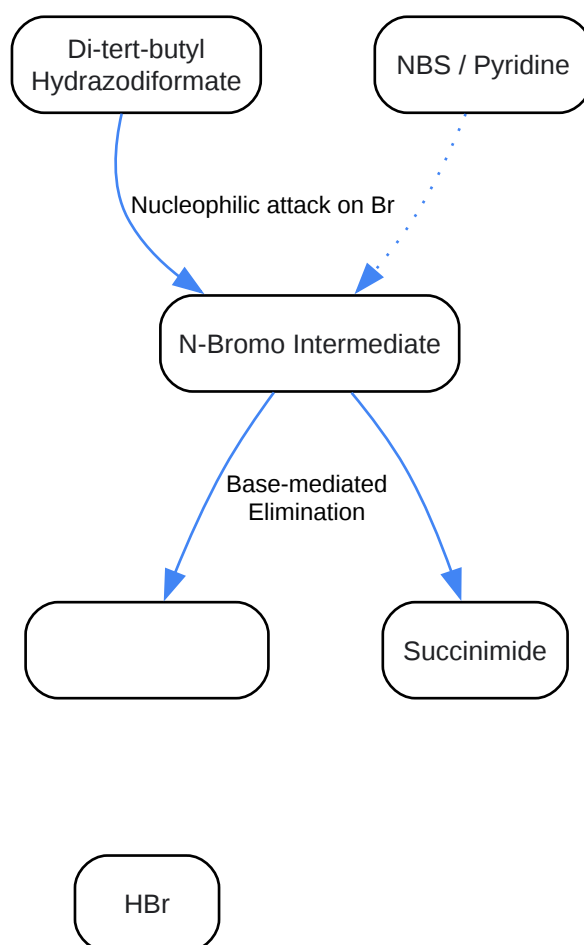 Di-tert-butyl
Hydrazodiformate
NBS / Pyridine
Nucleophilic attack on Br
N-Bromo Intermediate
Base-mediated
Elimination
Succinimide
HBr